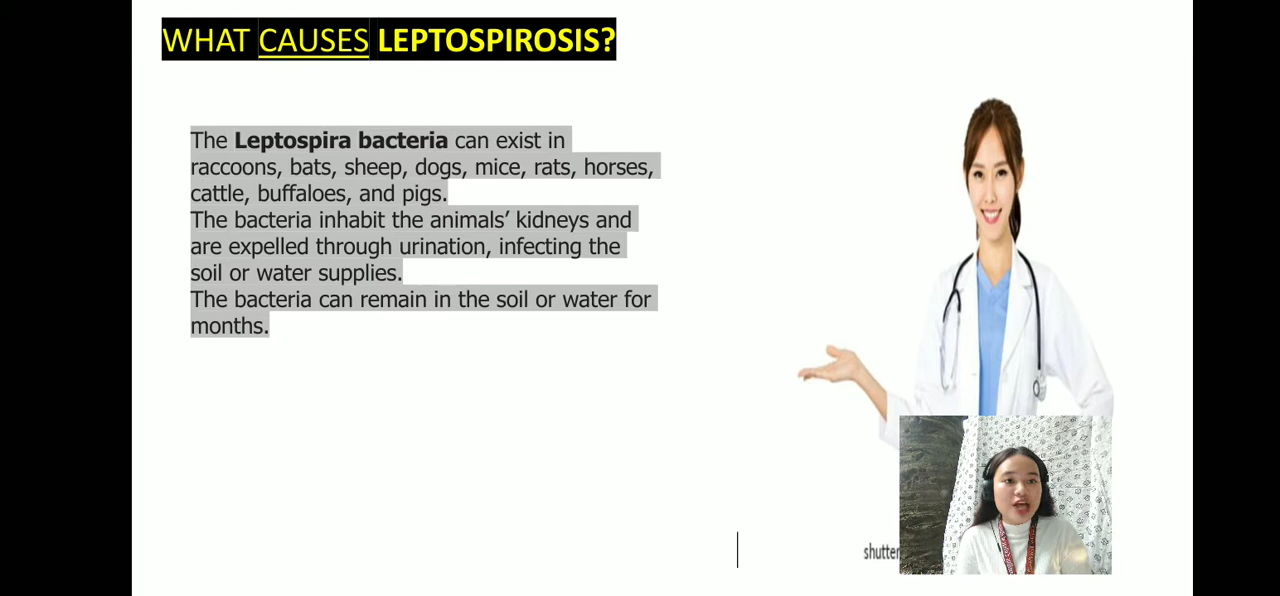 WHAT CAUSES LEPTOSPIROSIS?
The Leptospira bacteria can exist in
raccoons, bats, sheep, dogs, mice, rats, horses,
cattle, buffaloes, and pigs.
The bacteria inhabit the animals’ kidneys and
are expelled through urination, infecting the
soil or water supplies.
The bacteria can remain in the soil or water for
months.
shutter